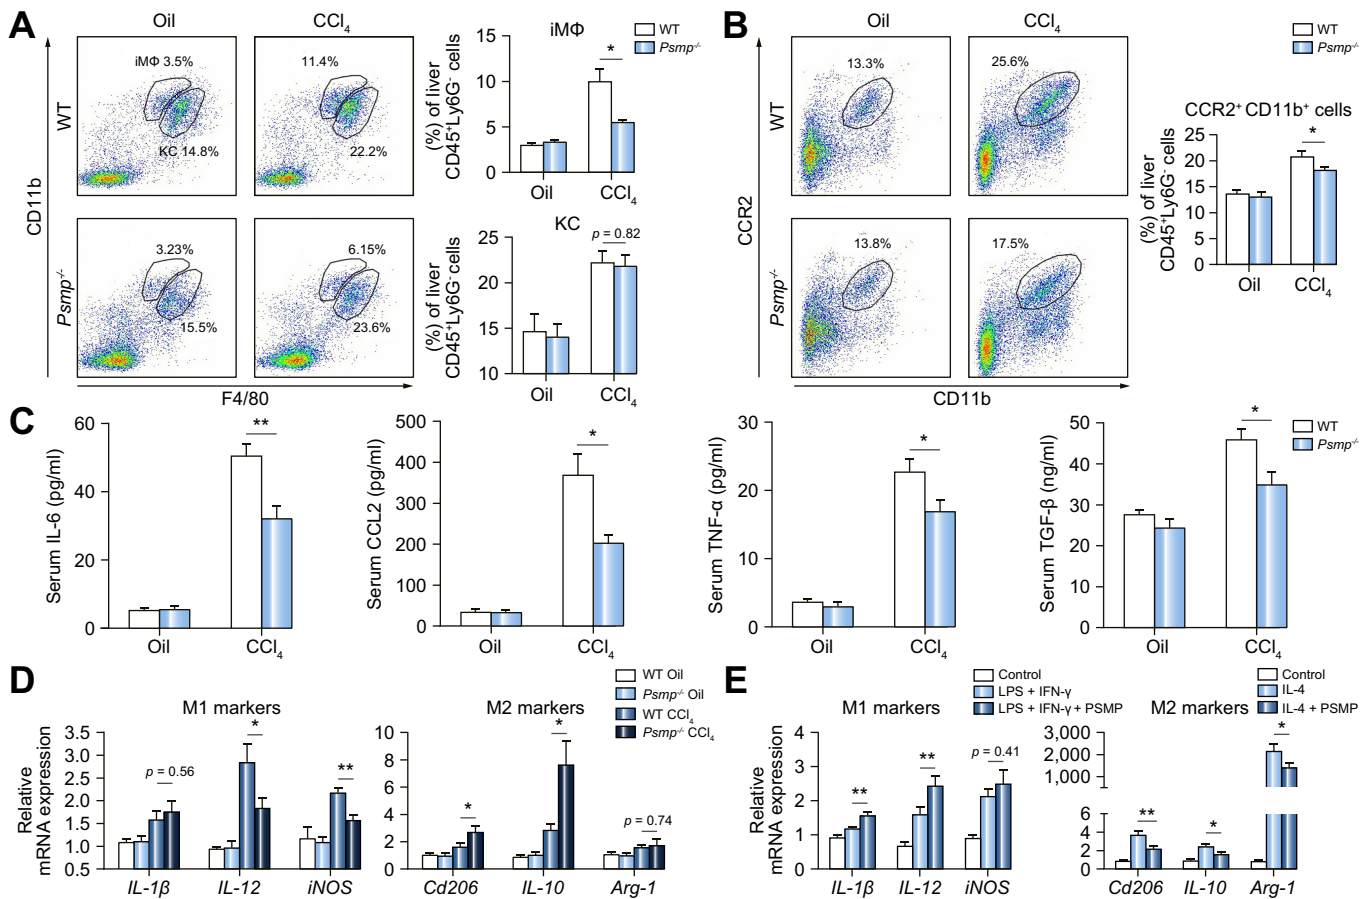 A
Oil
CCl4
iMΦ
WT
Psmp-/-
WT
iMΦ 3.5%
KC 14.8%
11.4%
22.2%
(%) of liver
CD45+Ly6G- cells
15
10
5
0
*
Oil
CCl4
CD11b
Psmp-/-
3.23%
15.5%
6.15%
23.6%
F4/80
KC
(%) of liver
CD45+Ly6G- cells
25
20
15
10
p = 0.82
Oil
CCl4
B
Oil
CCl4
WT
Psmp-/-
WT
13.3%
25.6%
CCR2
Psmp-/-
13.8%
17.5%
CD11b
CCR2+ CD11b+ cells
(%) of liver
CD45+Ly6G- cells
25
20
15
10
5
0
*
Oil
CCl4
C
Serum IL-6 (pg/ml)
60
40
20
0
**
Oil
CCl4
Serum CCL2 (pg/ml)
500
400
300
200
100
0
*
Oil
CCl4
Serum TNF-α (pg/ml)
30
20
10
0
*
Oil
CCl4
Serum TGF-β (ng/ml)
50
40
30
20
10
0
*
Oil
CCl4
WT
Psmp-/-
D
WT Oil
Psmp-/- Oil
WT CCl4
Psmp-/- CCl4
M1 markers
Relative
mRNA expression
3.5
3.0
2.5
2.0
1.5
1.0
0.5
p = 0.56
*
**
IL-1β
IL-12
iNOS
M2 markers
10
8
6
4
2
0
*
*
p = 0.74
Cd206
IL-10
Arg-1
E
Control
LPS + IFN-γ
LPS + IFN-γ + PSMP
M1 markers
Relative
mRNA expression
4
3
2
1
0
**
**
p = 0.41
IL-1β
IL-12
iNOS
Control
IL-4
IL-4 + PSMP
M2 markers
3,000
2,000
1,000
6
4
2
0
**
*
*
Cd206
IL-10
Arg-1